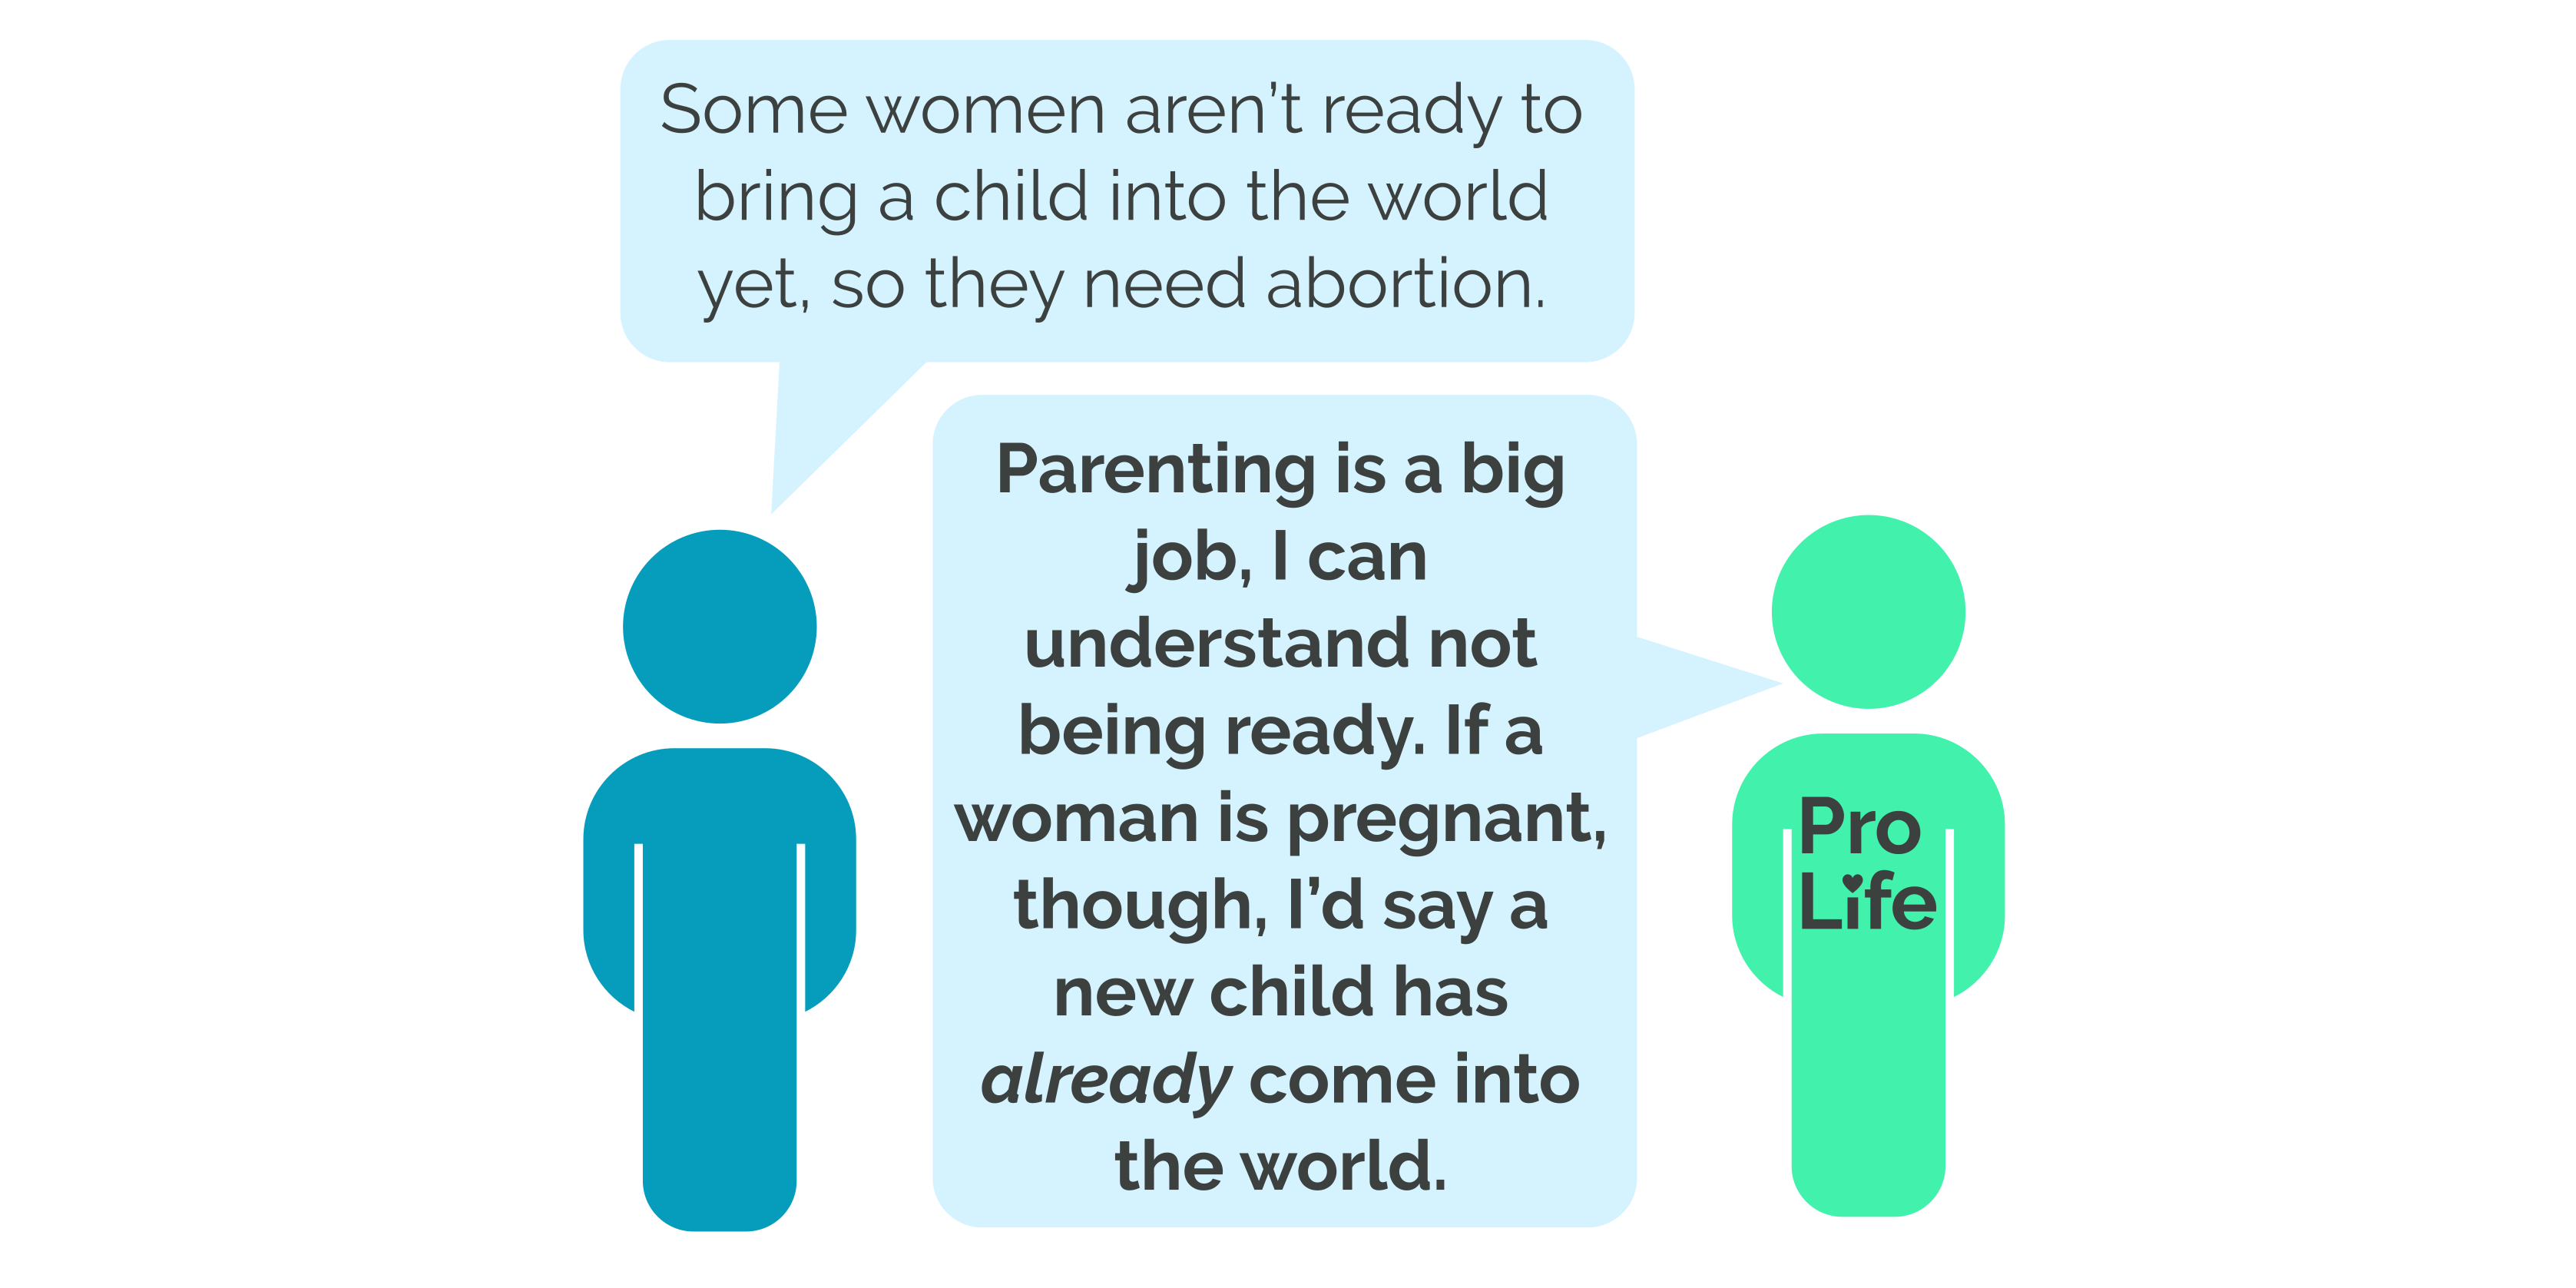 Some women aren’t ready to
bring a child into the world
yet, so they need abortion.
Parenting is a big
job, I can
understand not
being ready. If a
woman is pregnant,
though, I’d say a
new child has
already come into
the world.
Pro
Life